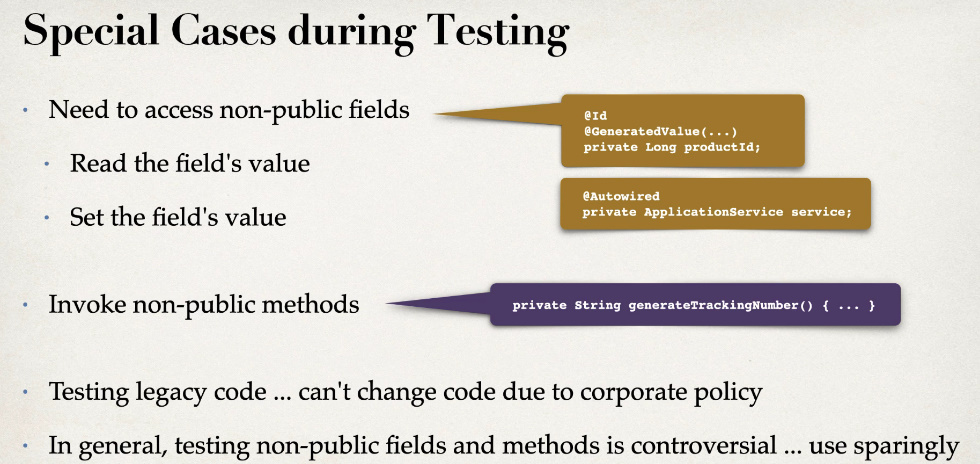 Special Cases during Testing
Need to access non-public fields
@Id
@GeneratedValue(...)
private Long productId;
Read the field's value
@Autowired
private ApplicationService service;
Set the field's value
Invoke non-public methods
private String generateTrackingNumber() { ... }
Testing legacy code ... can't change code due to corporate policy
In general, testing non-public fields and methods is controversial ... use sparingly